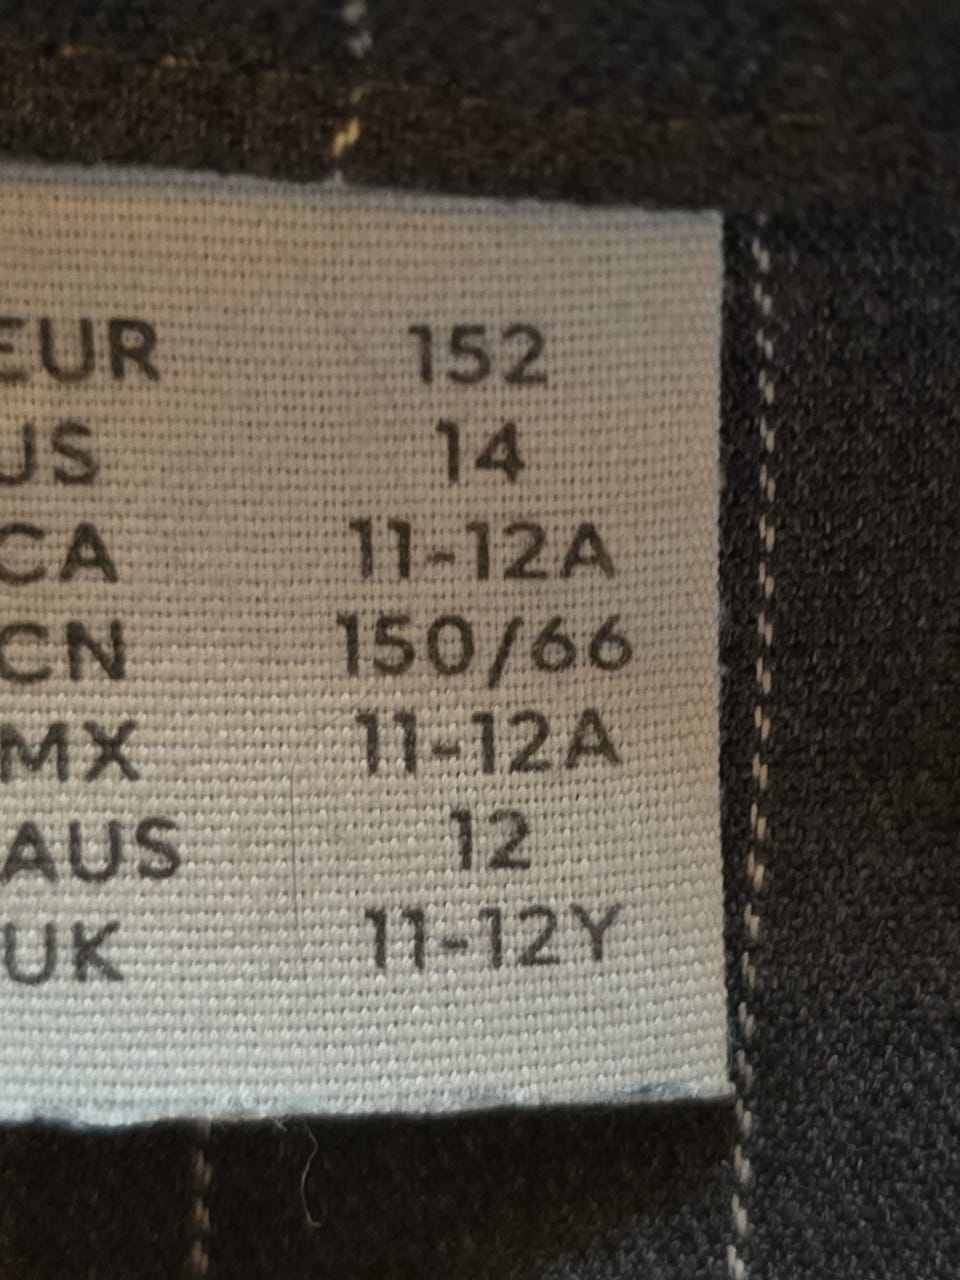 EUR 152
US 14
CA 11-12A
CN 150/66
MX 11-12A
AUS 12
UK 11-12Y